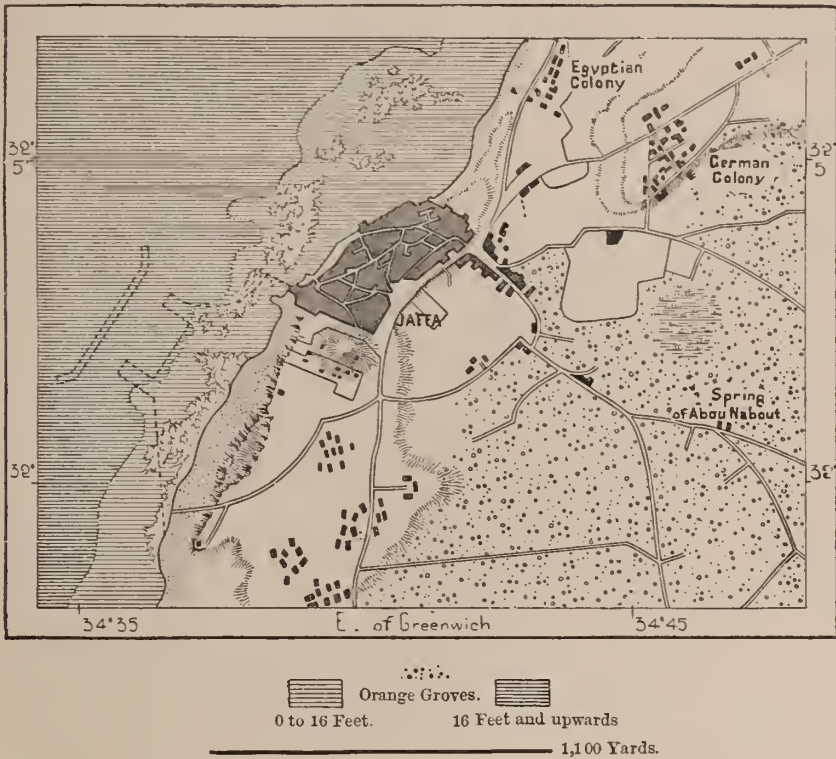 Egyptian
Colony
32°
5'
German
Colony
32°
5'
JAFFA
Spring
of Abou Nabout
32°
32°
34°35
E. of Greenwich
34°45
Orange Groves.
0 to 16 Feet.
16 Feet and upwards
1,100 Yards.